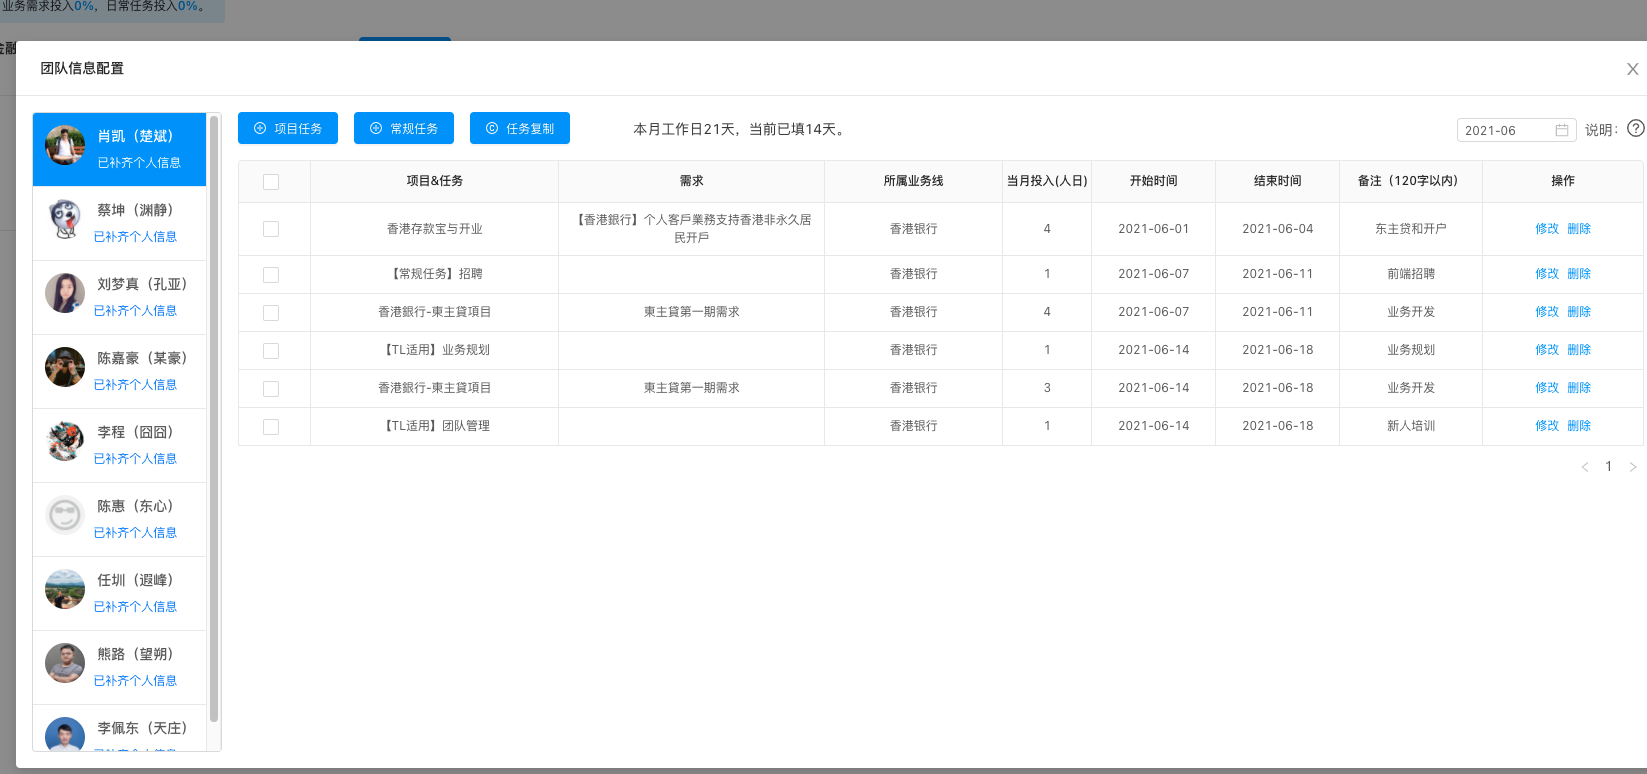 业务需求投入0%，日常任务投入0%。
金融
团队信息配置
肖凯（楚斌）
已补齐个人信息
蔡坤（渊静）
已补齐个人信息
刘梦真（孔亚）
已补齐个人信息
陈嘉豪（某豪）
已补齐个人信息
李程（囧囧）
已补齐个人信息
陈惠（东心）
已补齐个人信息
任圳（遐峰）
已补齐个人信息
熊路（望朔）
已补齐个人信息
李佩东（天庄）
项目任务 常规任务 任务复制 本月工作日21天，当前已填14天。 2021-06 说明：
项目&任务 需求 所属业务线 当月投入(人日) 开始时间 结束时间 备注（120字以内） 操作
香港存款宝与开业 【香港銀行】个人客戶業務支持香港非永久居
民开戶 香港银行 4 2021-06-01 2021-06-04 东主贷和开户 修改 删除
【常规任务】招聘 香港银行 1 2021-06-07 2021-06-11 前端招聘 修改 删除
香港銀行-東主貸項目 東主貸第一期需求 香港银行 4 2021-06-07 2021-06-11 业务开发 修改 删除
【TL适用】业务规划 香港银行 1 2021-06-14 2021-06-18 业务规划 修改 删除
香港銀行-東主貸項目 東主貸第一期需求 香港银行 3 2021-06-14 2021-06-18 业务开发 修改 删除
【TL适用】团队管理 香港银行 1 2021-06-14 2021-06-18 新人培训 修改 删除
< 1 >